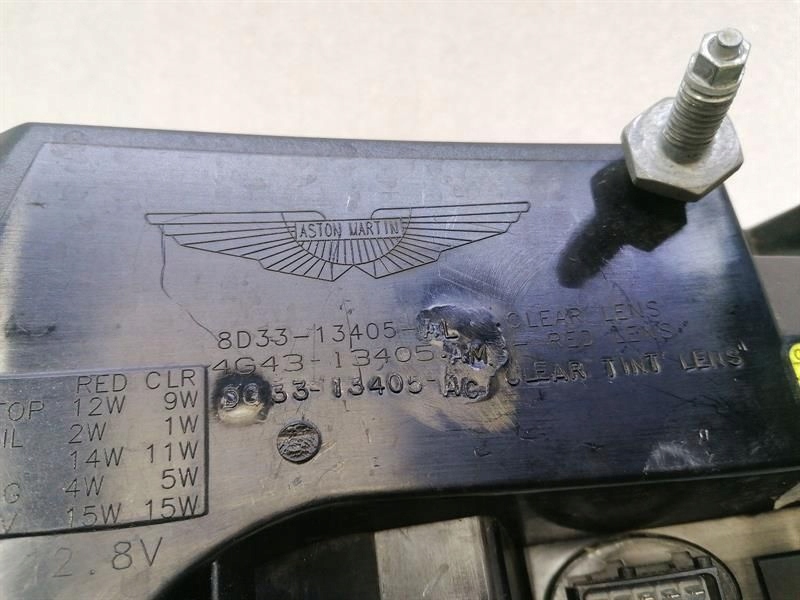 ASTON MARTIN
8D33-13405-AL - CLEAR LENS
4G43-13405-AM - RED LENS
33-13405-AC "CLEAR TINT LENS"
RED CLR
TOP 12W 9W
IL 2W 1W
14W 11W
G 4W 5W
V 15W 15W
2.8V